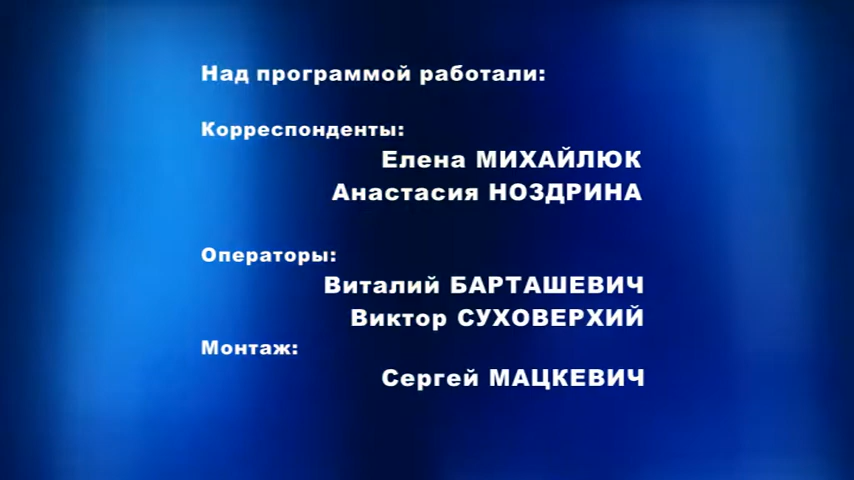 Над программой работали:
Корреспонденты:
Елена МИХАЙЛЮК
Анастасия НОЗДРИНА
Операторы:
Виталий БАРТАШЕВИЧ
Виктор СУХОВЕРХИЙ
Монтаж:
Сергей МАЦКЕВИЧ